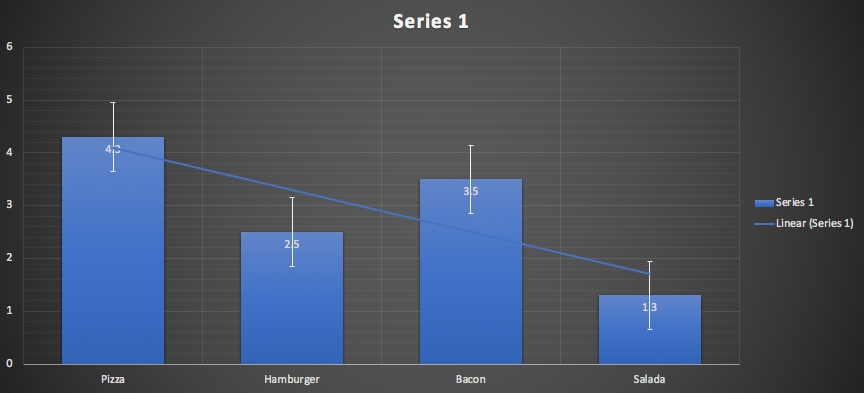 Series 1
6
5
4
3
2
1
0
4.3
2.5
3.5
1.3
Pizza
Hamburger
Bacon
Salada
Series 1
Linear (Series 1)